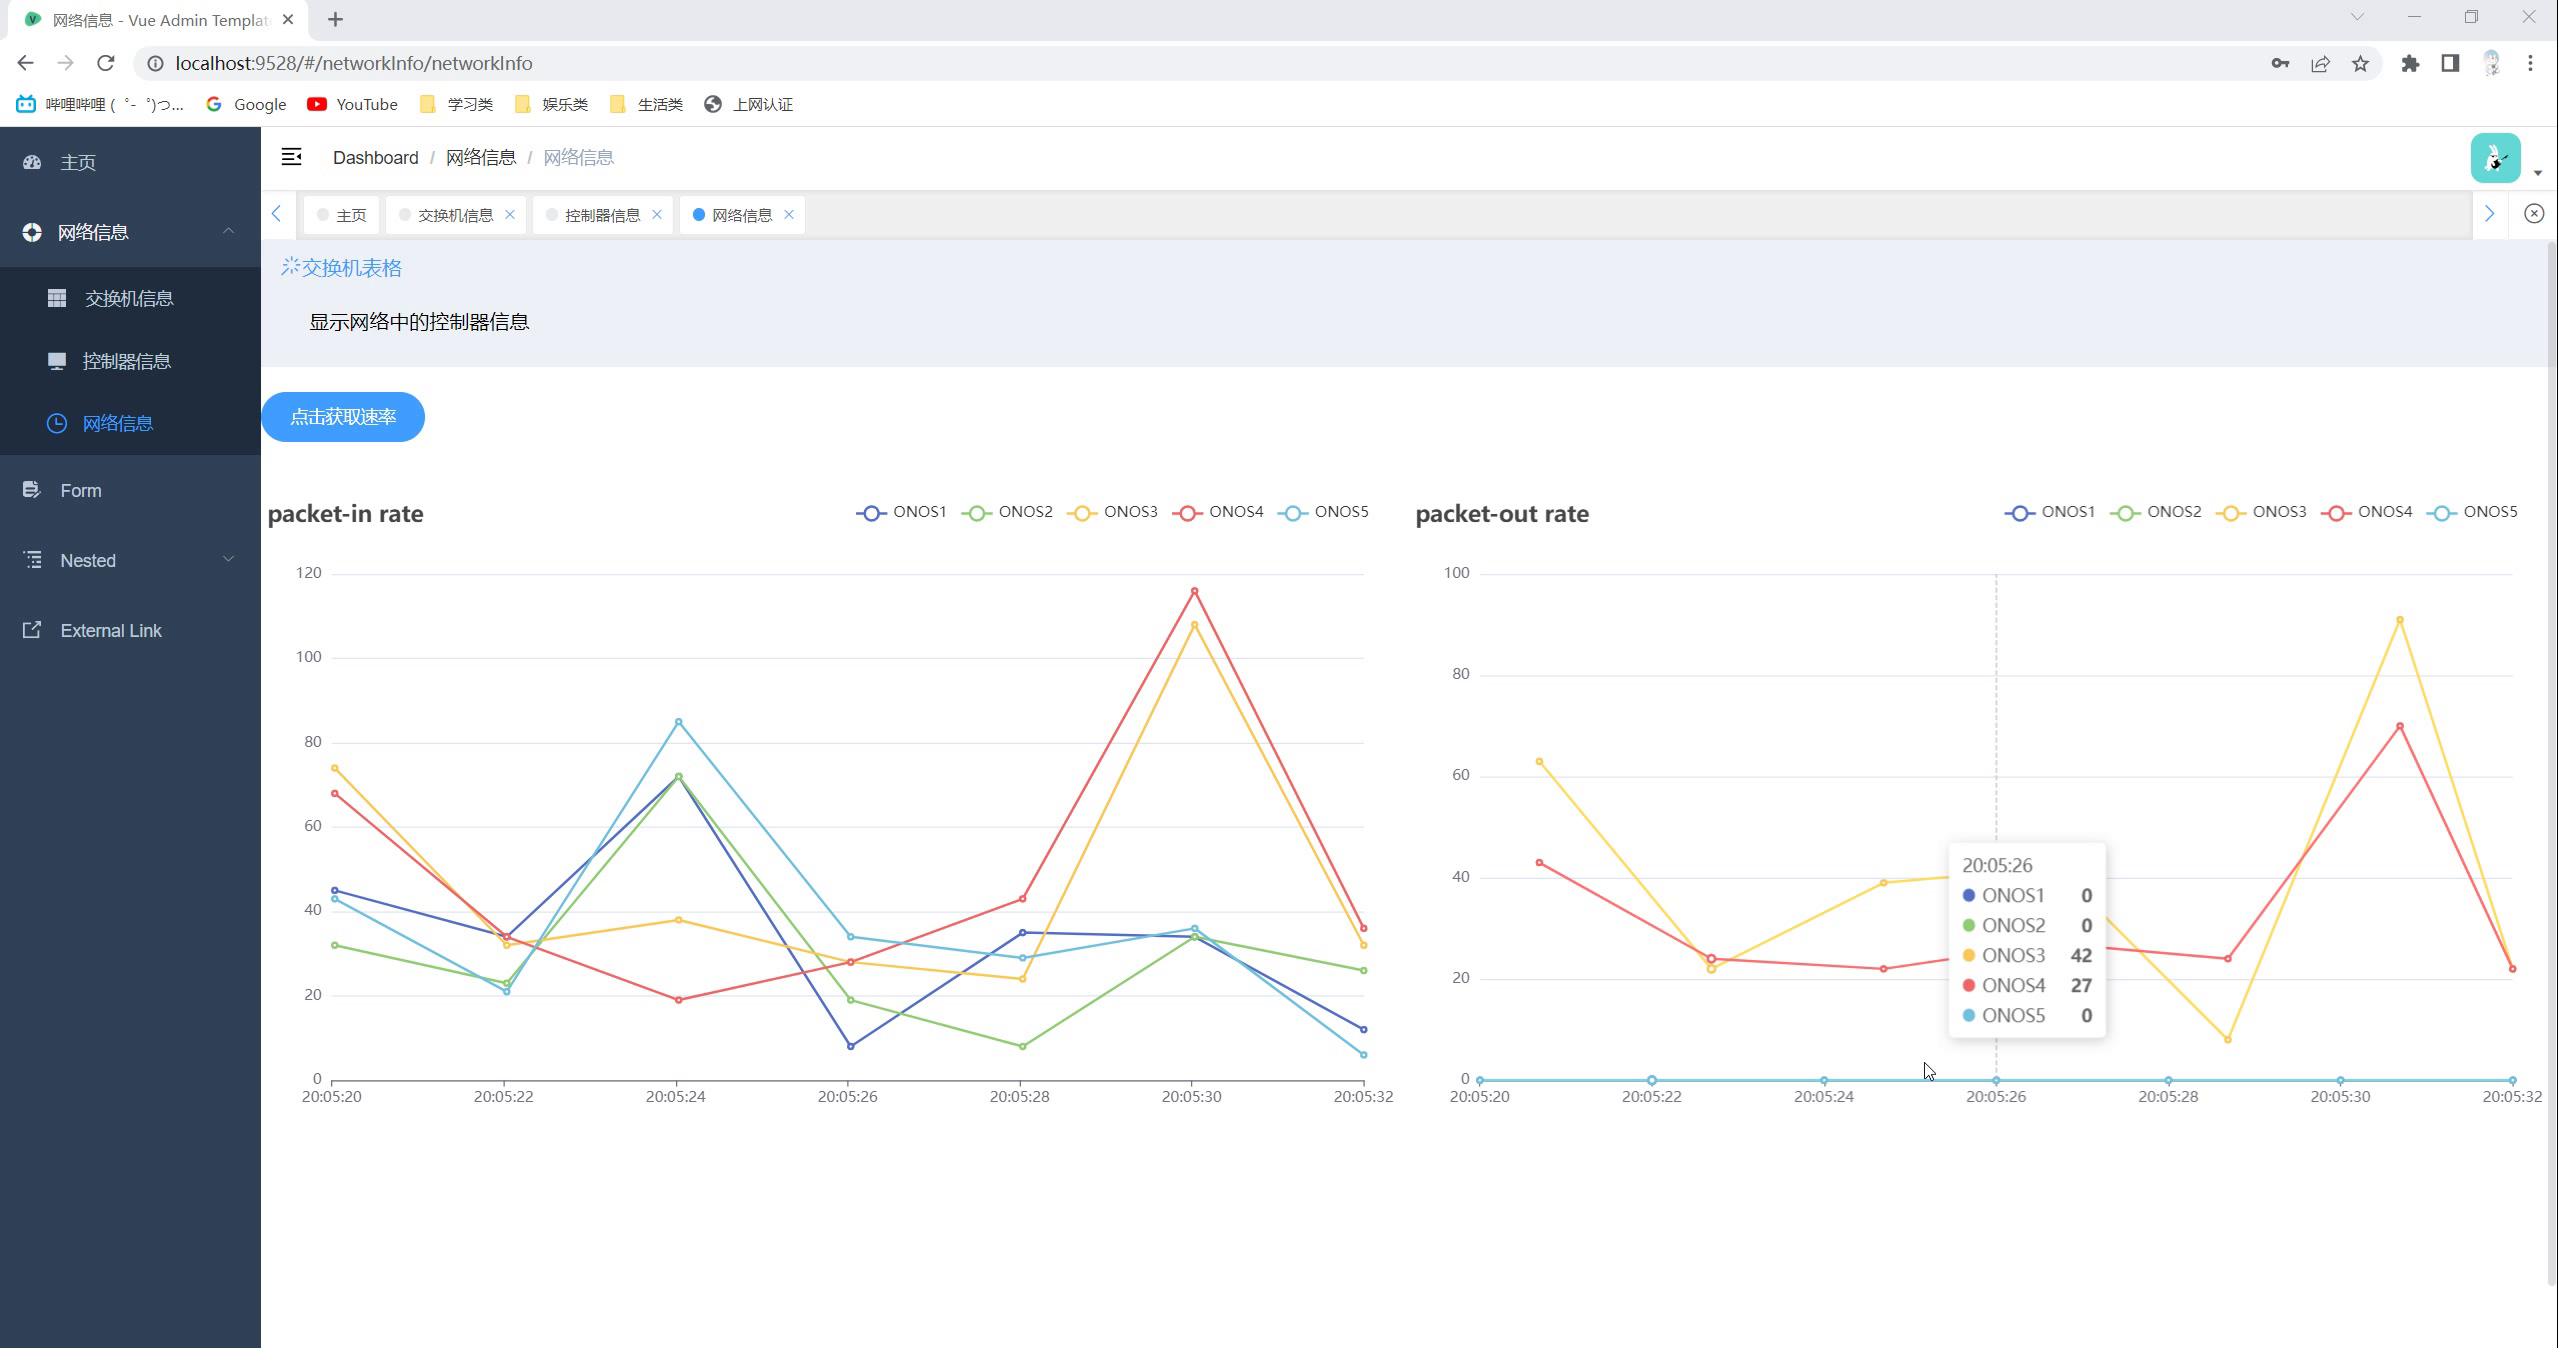 网络信息 - Vue Admin Templat
localhost:9528/#/networkInfo/networkInfo
哔哩哔哩 ( ゜- ゜)つ... Google YouTube 学习类 娱乐类 生活类 上网认证
主页
网络信息
交换机信息
控制器信息
网络信息
Form
Nested
External Link
Dashboard / 网络信息 / 网络信息
主页 交换机信息 控制器信息 网络信息
交换机表格
显示网络中的控制器信息
点击获取速率
packet-in rate
ONOS1 ONOS2 ONOS3 ONOS4 ONOS5
120
100
80
60
40
20
0
20:05:20 20:05:22 20:05:24 20:05:26 20:05:28 20:05:30 20:05:32
packet-out rate
ONOS1 ONOS2 ONOS3 ONOS4 ONOS5
100
80
60
40
20
0
20:05:20 20:05:22 20:05:24 20:05:26 20:05:28 20:05:30 20:05:32
20:05:26
ONOS1 0
ONOS2 0
ONOS3 42
ONOS4 27
ONOS5 0